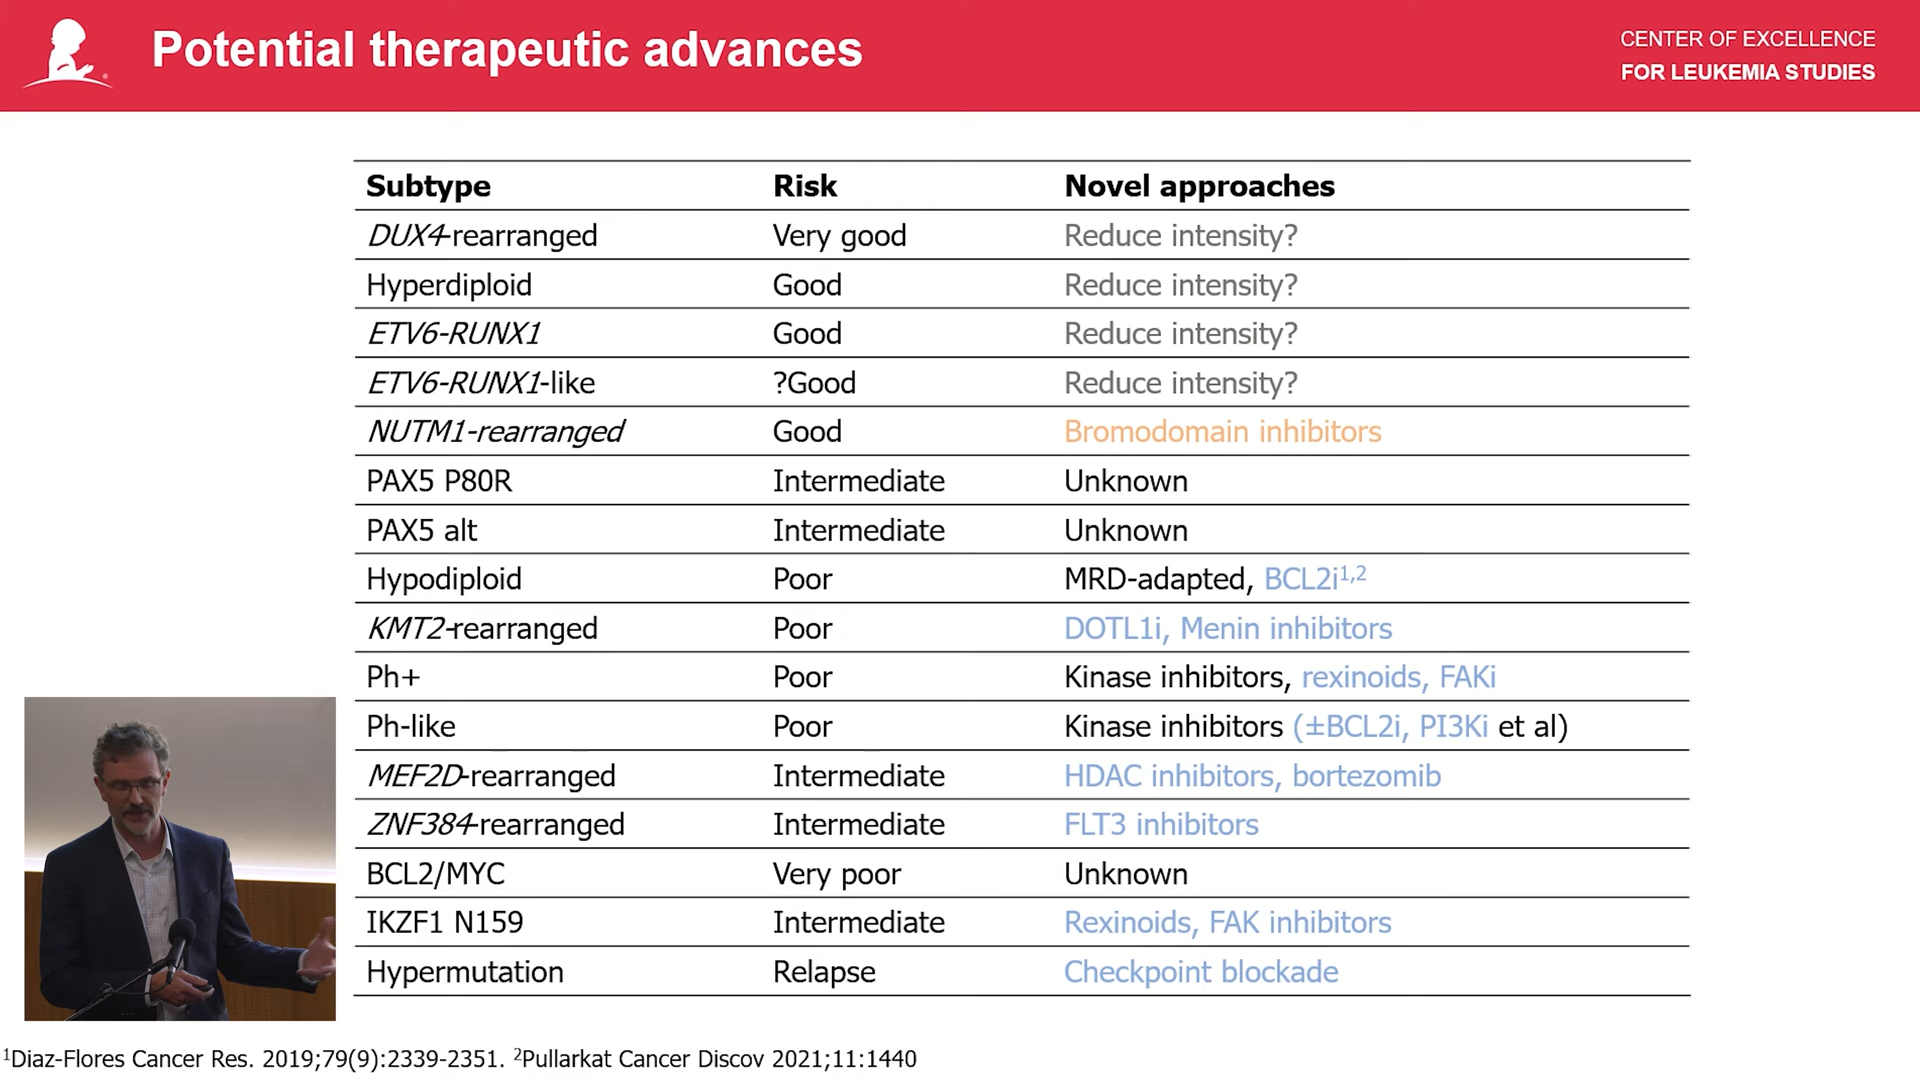 Potential therapeutic advances
CENTER OF EXCELLENCE
FOR LEUKEMIA STUDIES
Subtype Risk Novel approaches
DUX4-rearranged Very good Reduce intensity?
Hyperdiploid Good Reduce intensity?
ETV6-RUNX1 Good Reduce intensity?
ETV6-RUNX1-like ?Good Reduce intensity?
NUTM1-rearranged Good Bromodomain inhibitors
PAX5 P80R Intermediate Unknown
PAX5 alt Intermediate Unknown
Hypodiploid Poor MRD-adapted, BCL2i1,2
KMT2-rearranged Poor DOTL1i, Menin inhibitors
Ph+ Poor Kinase inhibitors, rexinoids, FAKi
Ph-like Poor Kinase inhibitors (±BCL2i, PI3Ki et al)
MEF2D-rearranged Intermediate HDAC inhibitors, bortezomib
ZNF384-rearranged Intermediate FLT3 inhibitors
BCL2/MYC Very poor Unknown
IKZF1 N159 Intermediate Rexinoids, FAK inhibitors
Hypermutation Relapse Checkpoint blockade
1Diaz-Flores Cancer Res. 2019;79(9):2339-2351. 2Pullarkat Cancer Discov 2021;11:1440